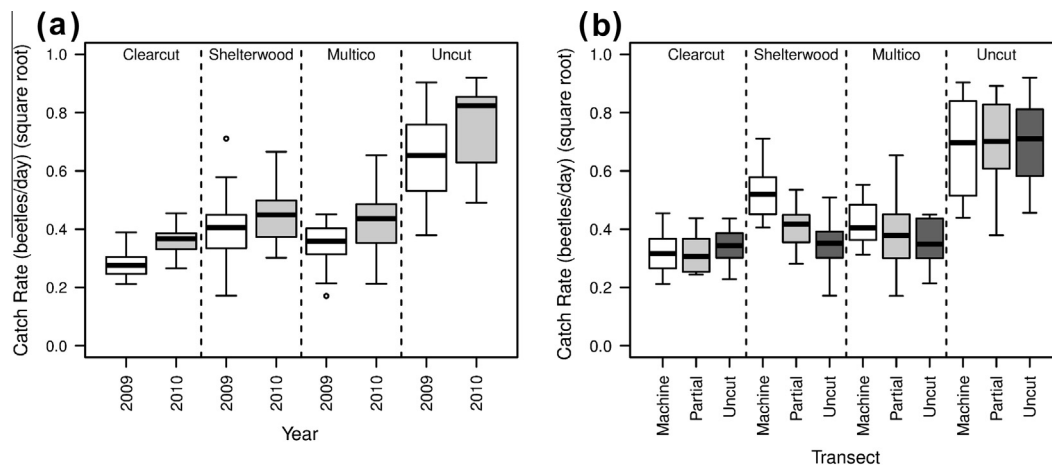 (a)
Catch Rate (beetles/day) (square root)
1.0
0.8
0.6
0.4
0.2
0.0
Clearcut Shelterwood Multico Uncut
2009 2010 2009 2010 2009 2010 2009 2010
Year
(b)
Catch Rate (beetles/day) (square root)
1.0
0.8
0.6
0.4
0.2
0.0
Clearcut Shelterwood Multico Uncut
Machine Partial Uncut Machine Partial Uncut Machine Partial Uncut Machine Partial Uncut
Transect